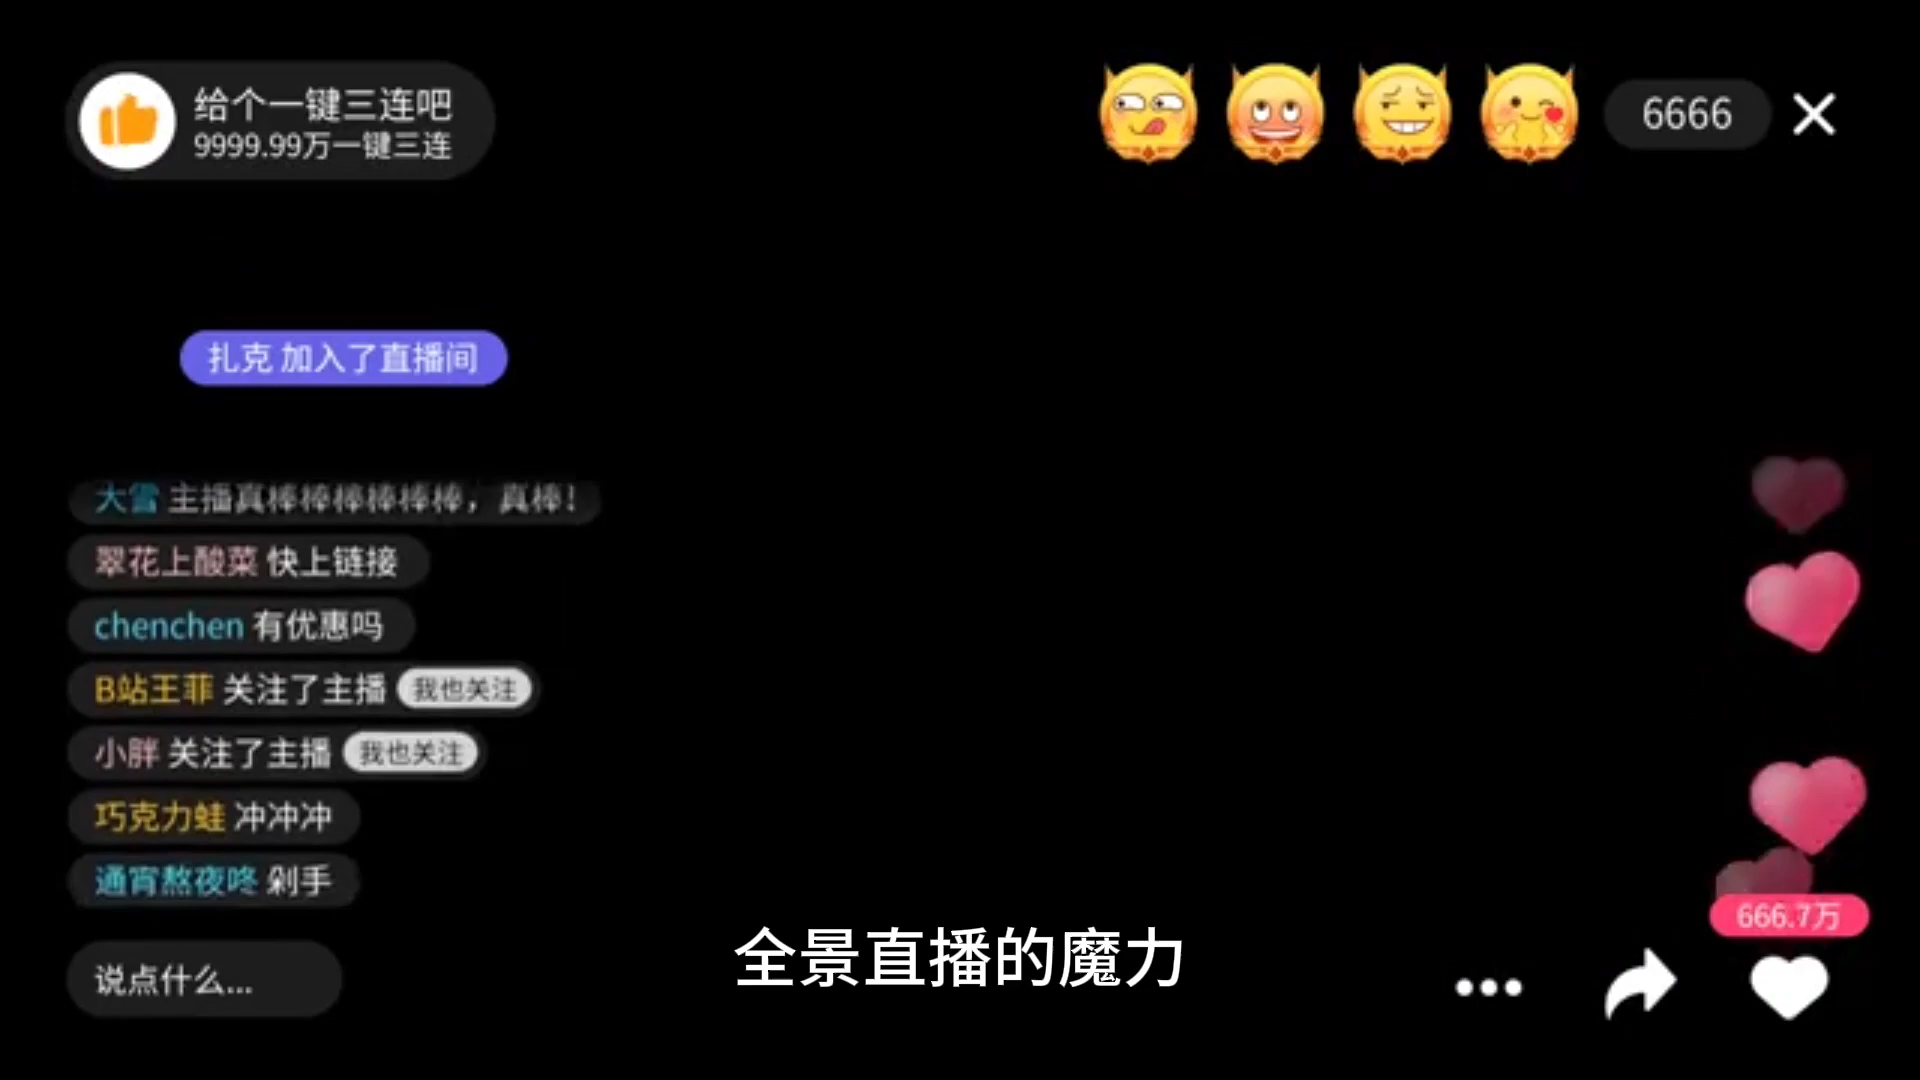 给个一键三连吧
9999.99万一键三连
6666
扎克 加入了直播间
大雪 主播真棒棒棒棒棒棒，真棒！
翠花上酸菜 快上链接
chenchen 有优惠吗
B站王菲 关注了主播 我也关注
小胖 关注了主播 我也关注
巧克力蛙 冲冲冲
通宵熬夜咚 剁手
666.7万
说点什么...
全景直播的魔力